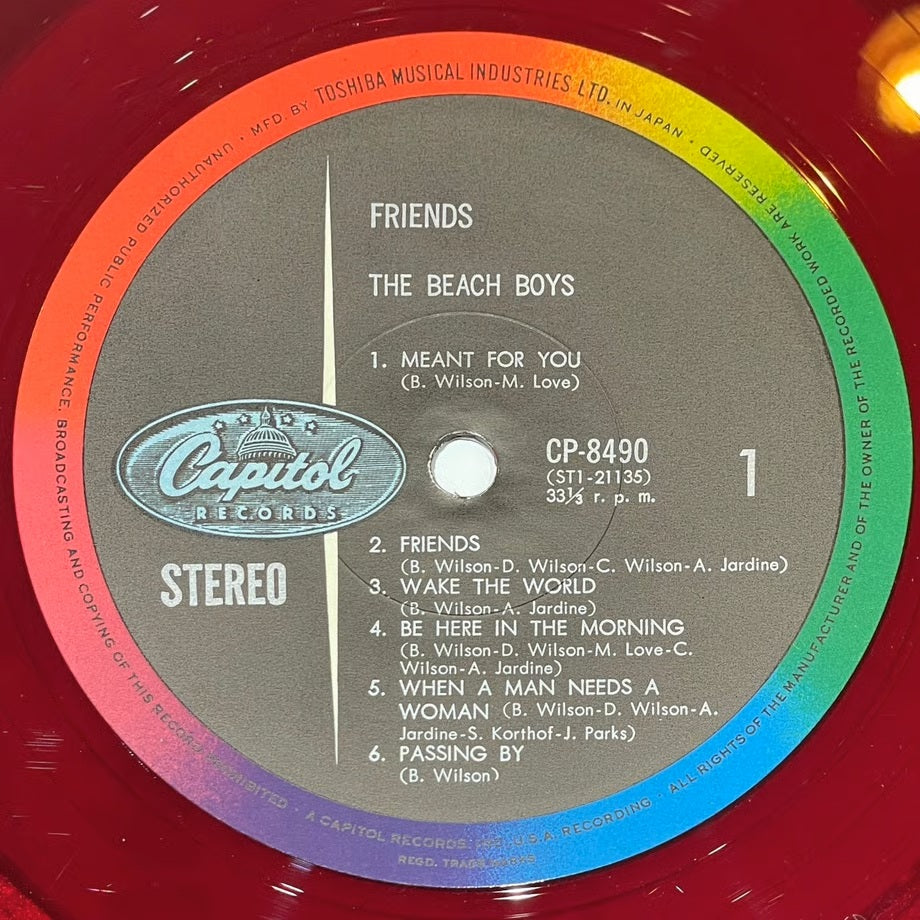 MFD. BY TOSHIBA MUSICAL INDUSTRIES LTD. IN JAPAN ·
ALL RIGHTS OF THE MANUFACTURER AND OF THE OWNER OF THE RECORDED WORK ARE RESERVED
UNAUTHORIZED PUBLIC PERFORMANCE, BROADCASTING AND COPYING OF THIS RECORD PROHIBITED ·
FRIENDS
THE BEACH BOYS
1. MEANT FOR YOU
(B. Wilson-M. Love)
Capitol
RECORDS
STEREO
CP-8490
(ST1-21135)
33⅓ r. p. m.
1
2. FRIENDS
(B. Wilson-D. Wilson-C. Wilson-A. Jardine)
3. WAKE THE WORLD
(B. Wilson-A. Jardine)
4. BE HERE IN THE MORNING
(B. Wilson-D. Wilson-M. Love-C.
Wilson-A. Jardine)
5. WHEN A MAN NEEDS A
WOMAN (B. Wilson-D. Wilson-A.
Jardine-S. Korthof-J. Parks)
6. PASSING BY
(B. Wilson)
A CAPITOL RECORDS, INC., U.S.A. RECORDING ·
REGD. TRADE MARKS